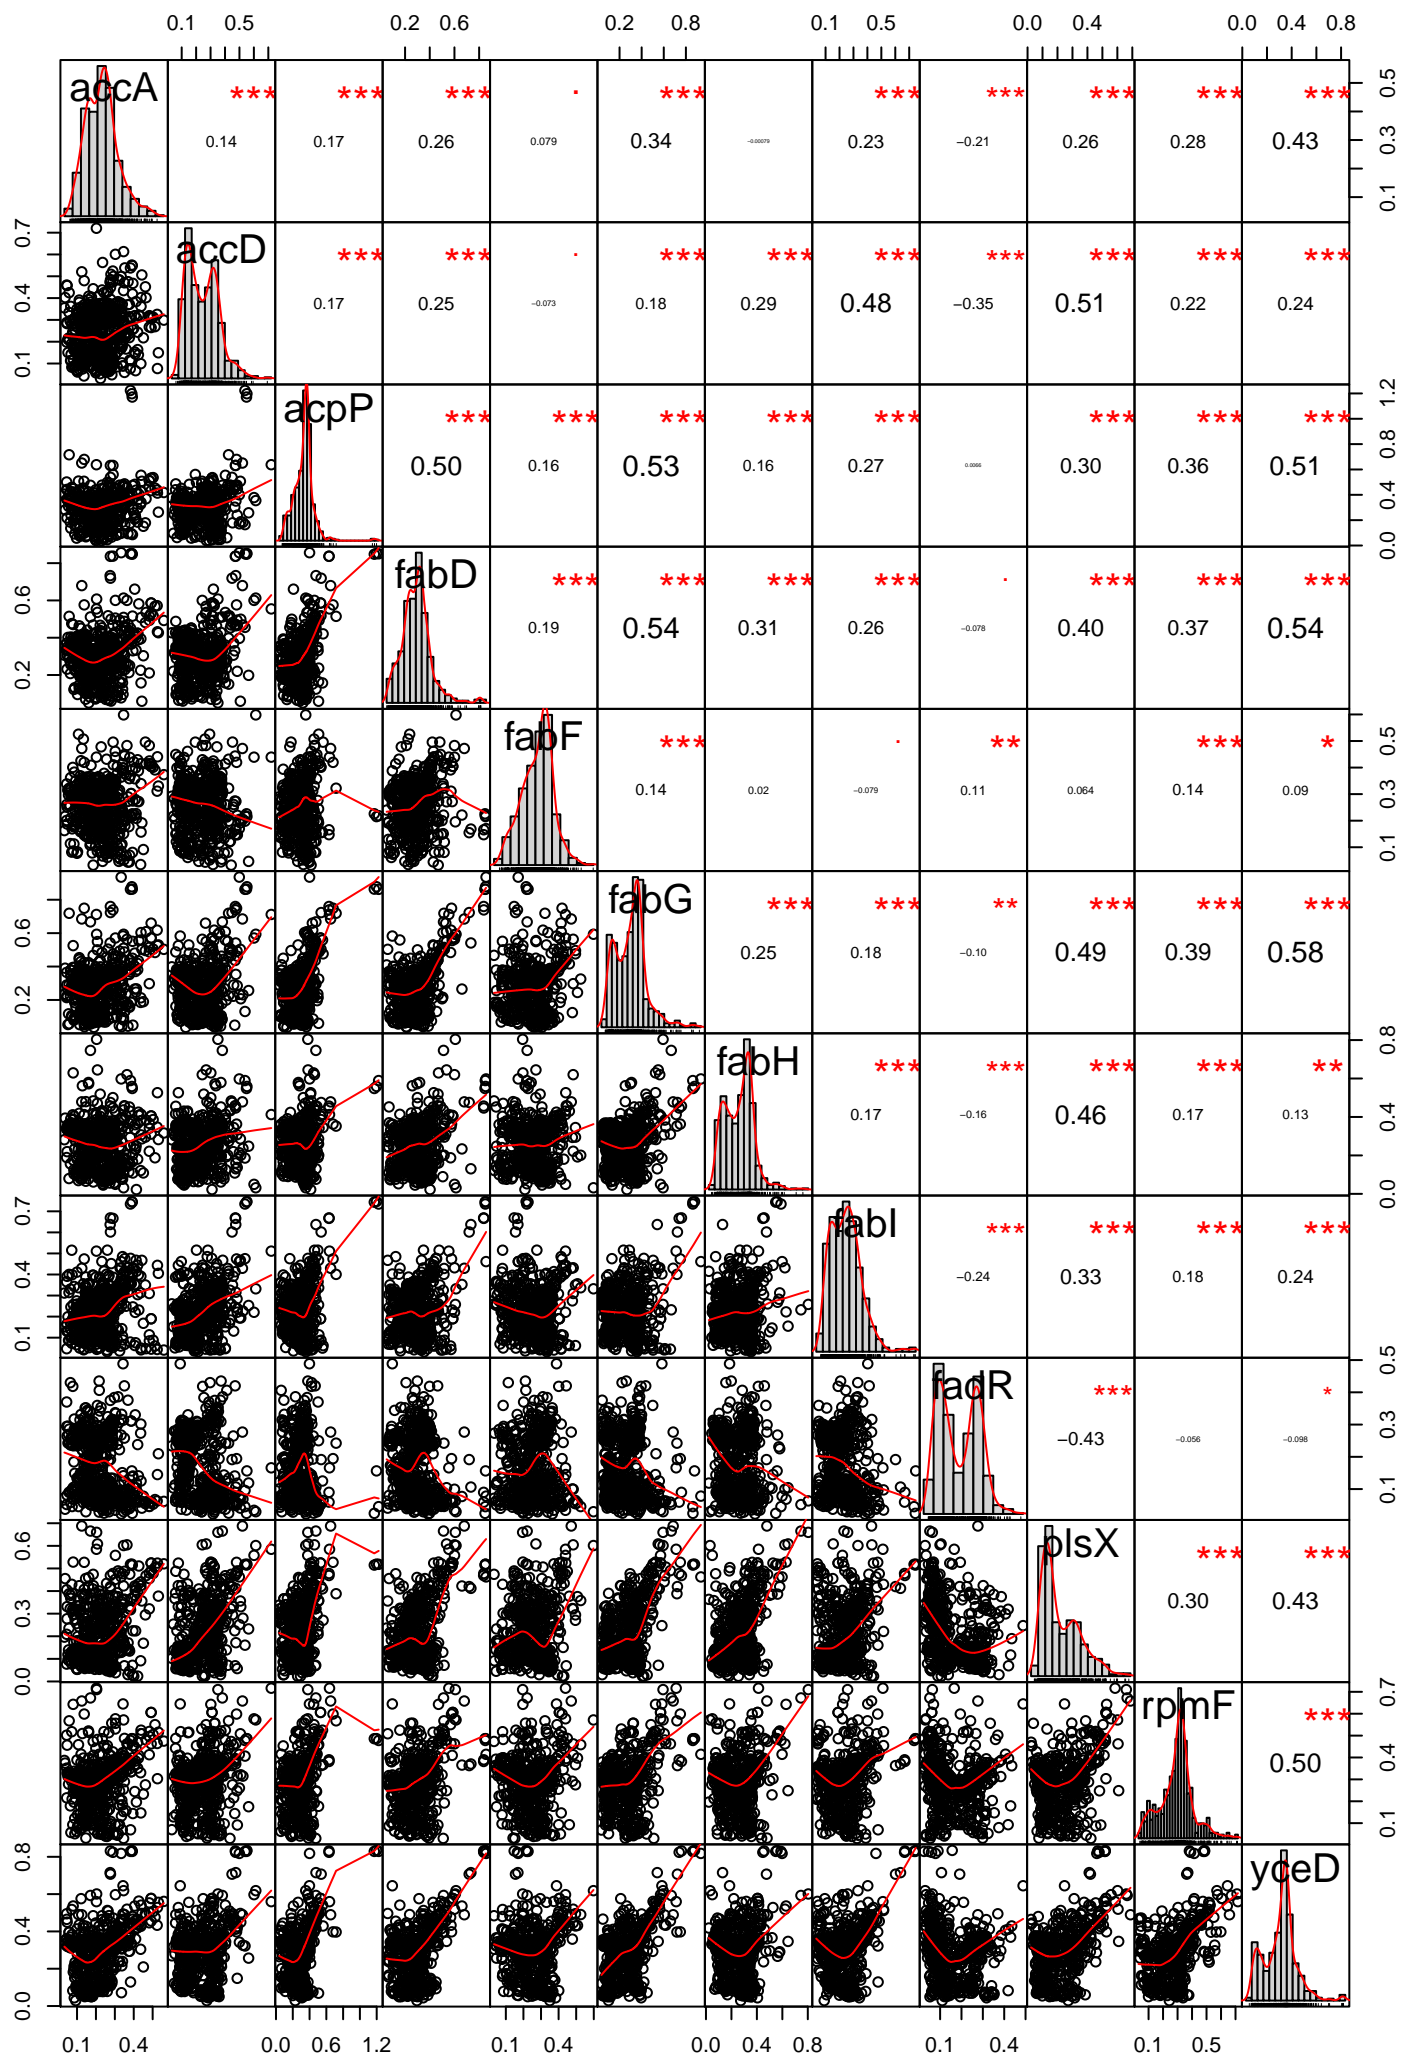 0.1 0.5 0.2 0.6 0.2 0.8 0.1 0.5 0.0 0.4 0.0 0.4 0.8
accA *** *** *** . *** *** *** *** *** ***
0.14 0.17 0.26 0.079 0.34 0.23 −0.21 0.26 0.28 0.43
0.1 0.3 0.5
accD *** *** . *** *** *** *** *** *** ***
0.17 0.25 −0.073 0.18 0.29 0.48 −0.35 0.51 0.22 0.24
0.1 0.4 0.7
acpP *** *** *** *** *** *** *** ***
0.50 0.16 0.53 0.16 0.27 0.0066 0.30 0.36 0.51
0.0 0.4 0.8 1.2
fabD *** *** *** *** . *** *** ***
0.19 0.54 0.31 0.26 −0.078 0.40 0.37 0.54
0.2 0.6
fabF *** . ** *** *
0.14 0.02 −0.079 0.11 0.064 0.14 0.09
0.1 0.3 0.5
fabG *** *** ** *** *** ***
0.25 0.18 −0.10 0.49 0.39 0.58
0.2 0.6
fabH *** *** *** *** **
0.17 −0.16 0.46 0.17 0.13
0.0 0.4 0.8
fabI *** *** *** ***
−0.24 0.33 0.18 0.24
0.1 0.4 0.7
fadR *** *
−0.43 −0.056 −0.098
0.1 0.3 0.5
plsX *** ***
0.30 0.43
0.0 0.3 0.6
rpmF ***
0.50
0.1 0.4 0.7
yceD
0.0 0.4 0.8
0.1 0.4 0.0 0.6 1.2 0.1 0.4 0.0 0.4 0.8 0.1 0.4 0.1 0.5